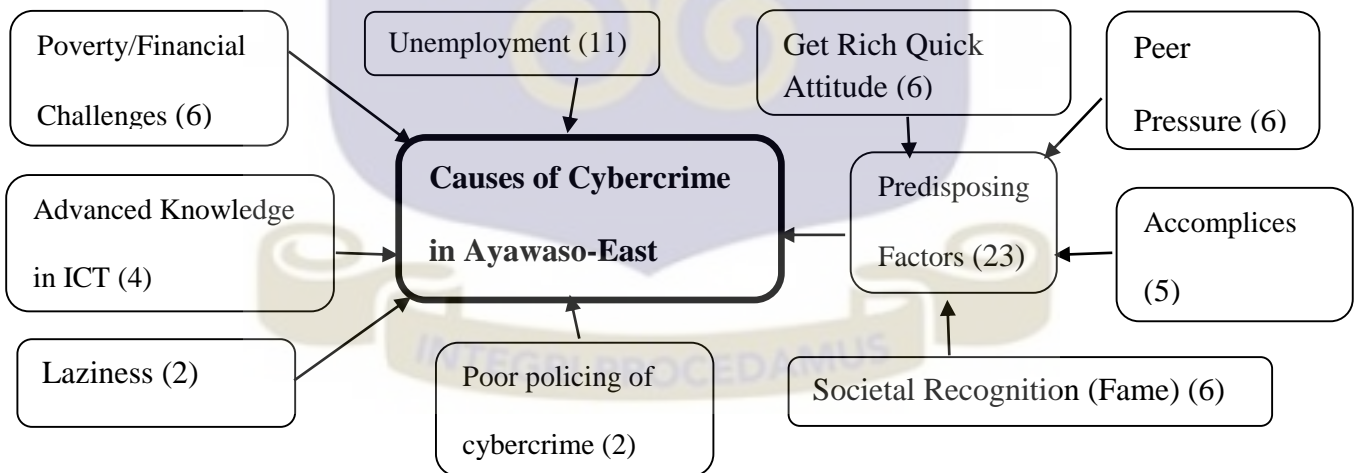 Poverty/Financial
Challenges (6)
Unemployment (11)
Get Rich Quick
Attitude (6)
Peer
Pressure (6)
Advanced Knowledge
in ICT (4)
Causes of Cybercrime
in Ayawaso-East
Predisposing
Factors (23)
Accomplices
(5)
Laziness (2)
Poor policing of
cybercrime (2)
Societal Recognition (Fame) (6)
INTEGRI PROCEDAMUS